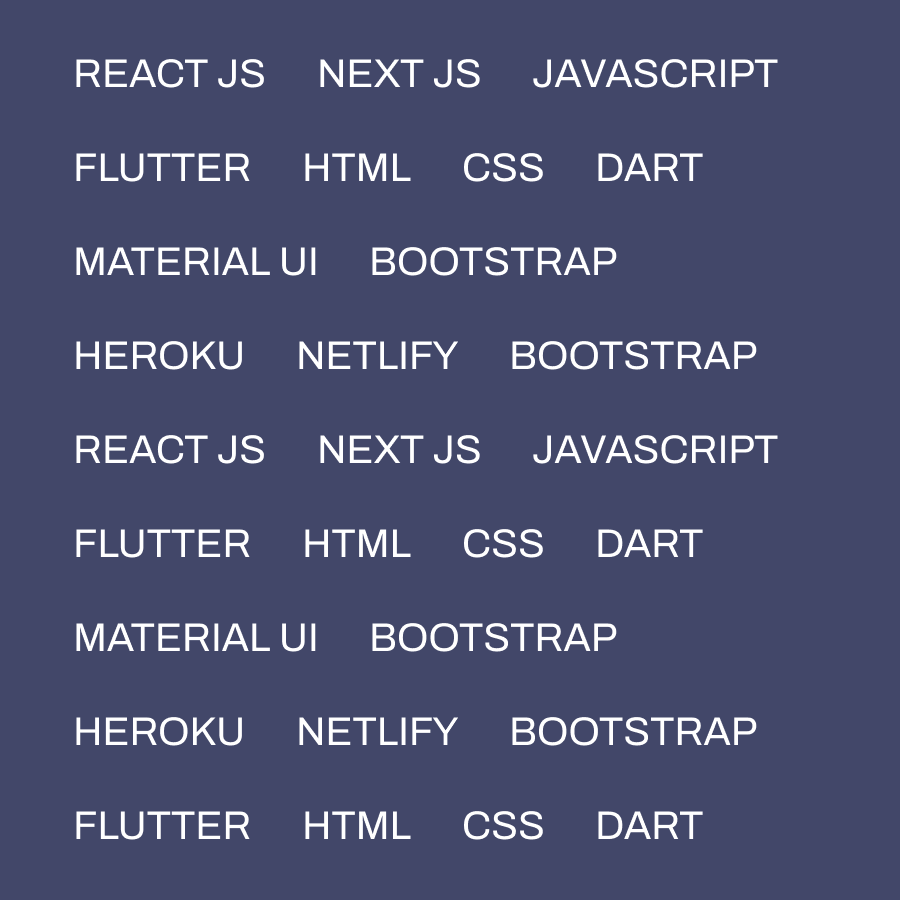 REACT JS NEXT JS JAVASCRIPT
FLUTTER HTML CSS DART
MATERIAL UI BOOTSTRAP
HEROKU NETLIFY BOOTSTRAP
REACT JS NEXT JS JAVASCRIPT
FLUTTER HTML CSS DART
MATERIAL UI BOOTSTRAP
HEROKU NETLIFY BOOTSTRAP
FLUTTER HTML CSS DART